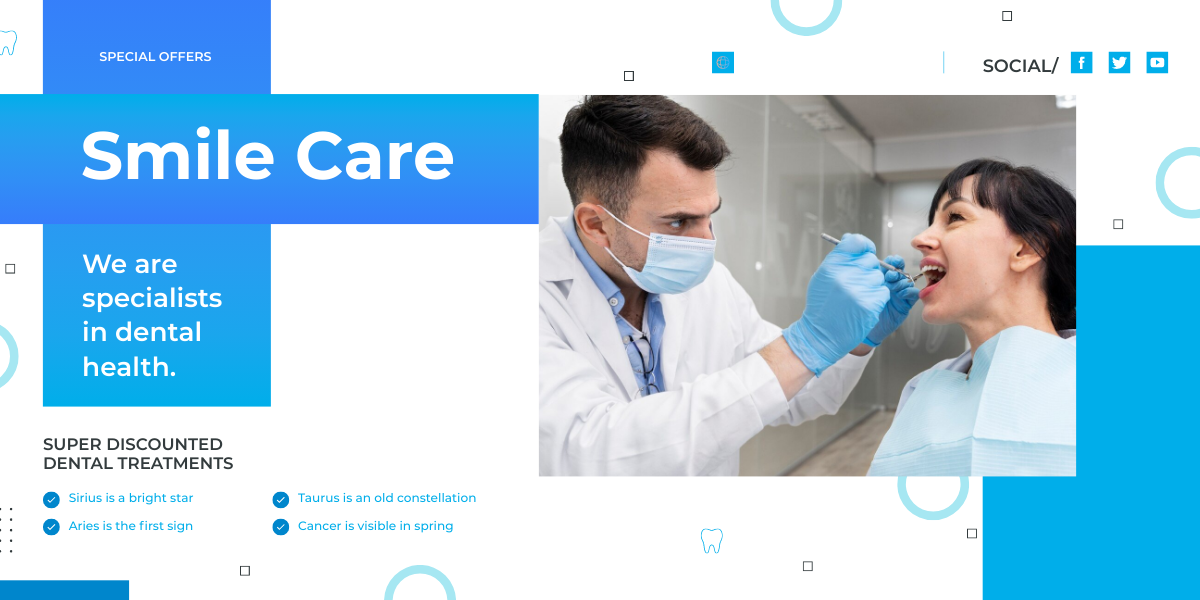 SPECIAL OFFERS
SOCIAL/
Smile Care
We are
specialists
in dental
health.
SUPER DISCOUNTED
DENTAL TREATMENTS
Sirius is a bright star
Taurus is an old constellation
Aries is the first sign
Cancer is visible in spring